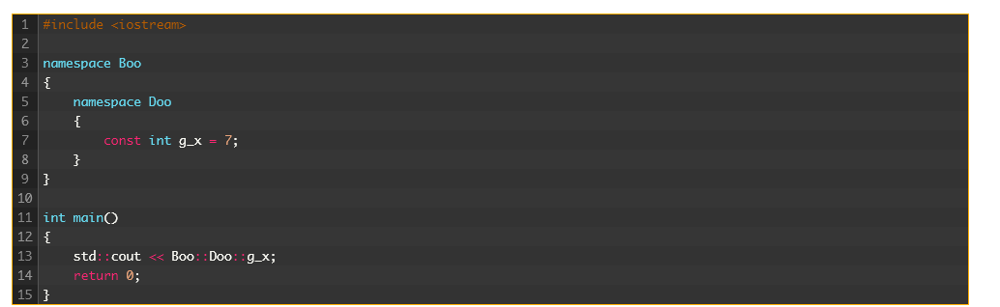 1 #include <iostream>
2
3 namespace Boo
4 {
5     namespace Doo
6     {
7         const int g_x = 7;
8     }
9 }
10
11 int main()
12 {
13     std::cout << Boo::Doo::g_x;
14     return 0;
15 }